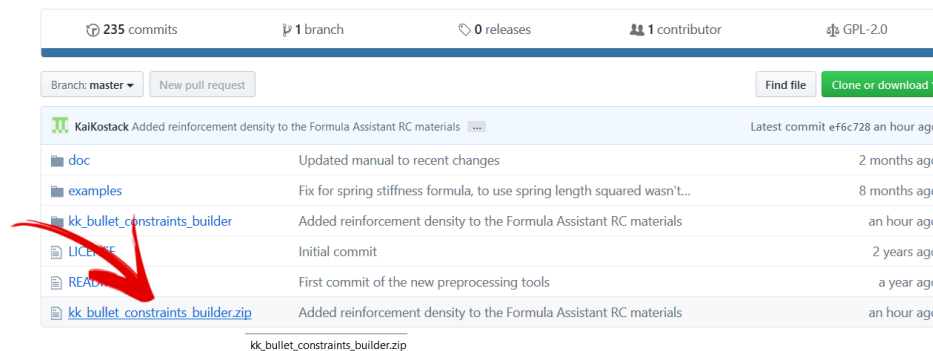 235 commits 1 branch 0 releases 1 contributor GPL-2.0
Branch: master New pull request Find file Clone or download
KaiKostack Added reinforcement density to the Formula Assistant RC materials ... Latest commit ef6c728 an hour ago
doc Updated manual to recent changes 2 months ago
examples Fix for spring stiffness formula, to use spring length squared wasn't... 8 months ago
kk_bullet_constraints_builder Added reinforcement density to the Formula Assistant RC materials an hour ago
LICENSE Initial commit 2 years ago
READ First commit of the new preprocessing tools a year ago
kk_bullet_constraints_builder.zip Added reinforcement density to the Formula Assistant RC materials an hour ago
kk_bullet_constraints_builder.zip